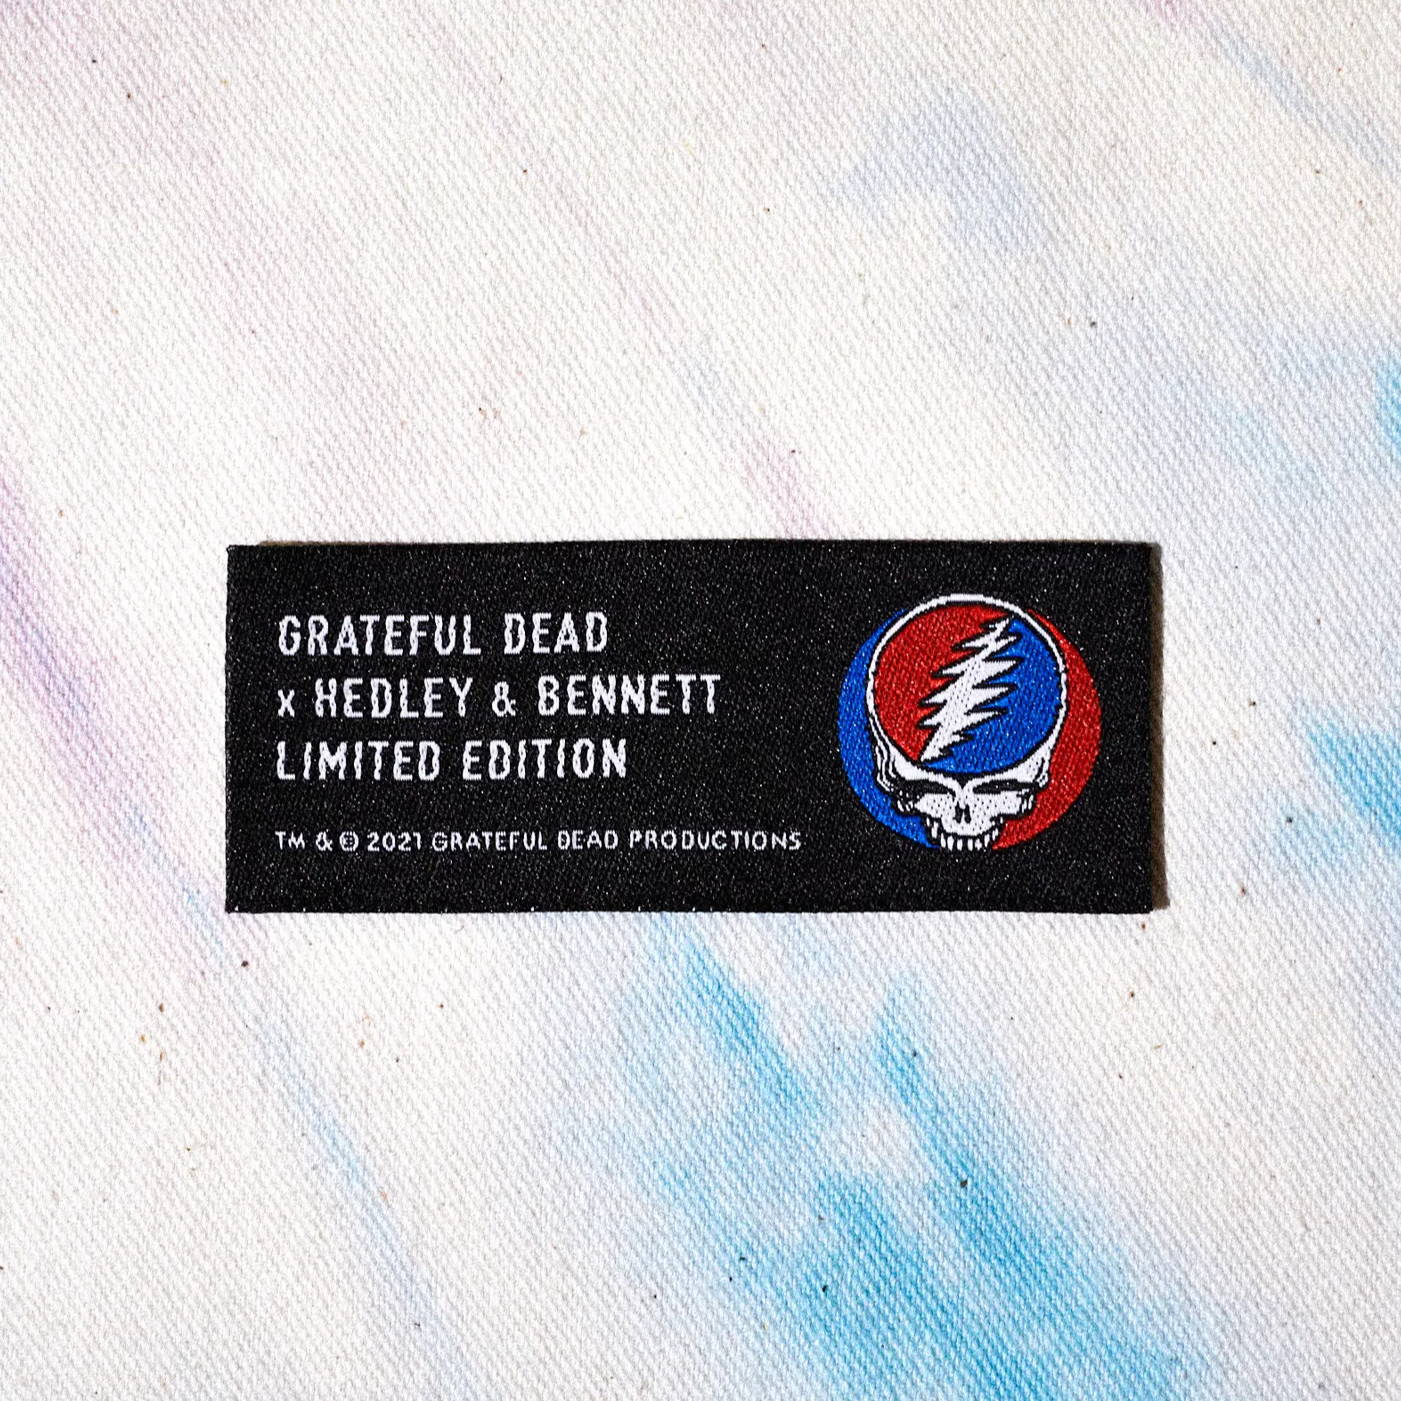 GRATEFUL DEAD
x HEDLEY & BENNETT
LIMITED EDITION
TM & © 2021 GRATEFUL DEAD PRODUCTIONS